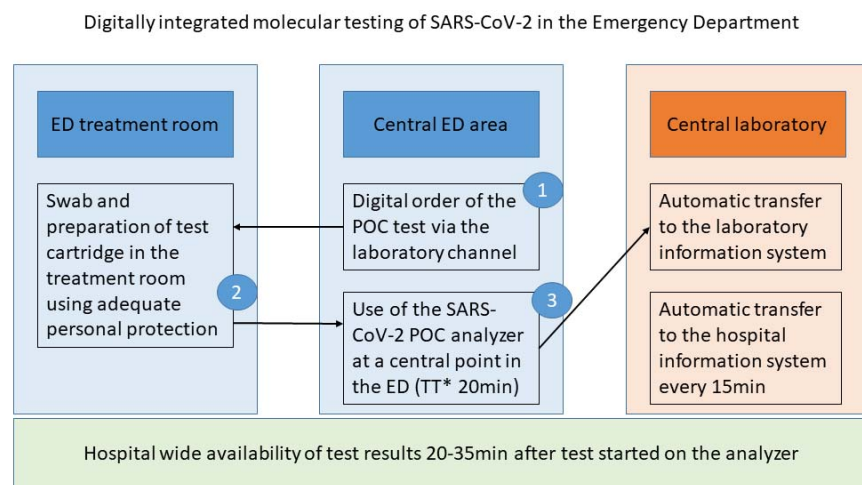 Digitally integrated molecular testing of SARS-CoV-2 in the Emergency Department
ED treatment room
Central ED area
Central laboratory
Swab and
preparation of test
cartridge in the
treatment room
using adequate
personal protection
2
1
Digital order of the
POC test via the
laboratory channel
3
Use of the SARS-
CoV-2 POC analyzer
at a central point in
the ED (TT* 20min)
Automatic transfer
to the laboratory
information system
Automatic transfer
to the hospital
information system
every 15min
Hospital wide availability of test results 20-35min after test started on the analyzer